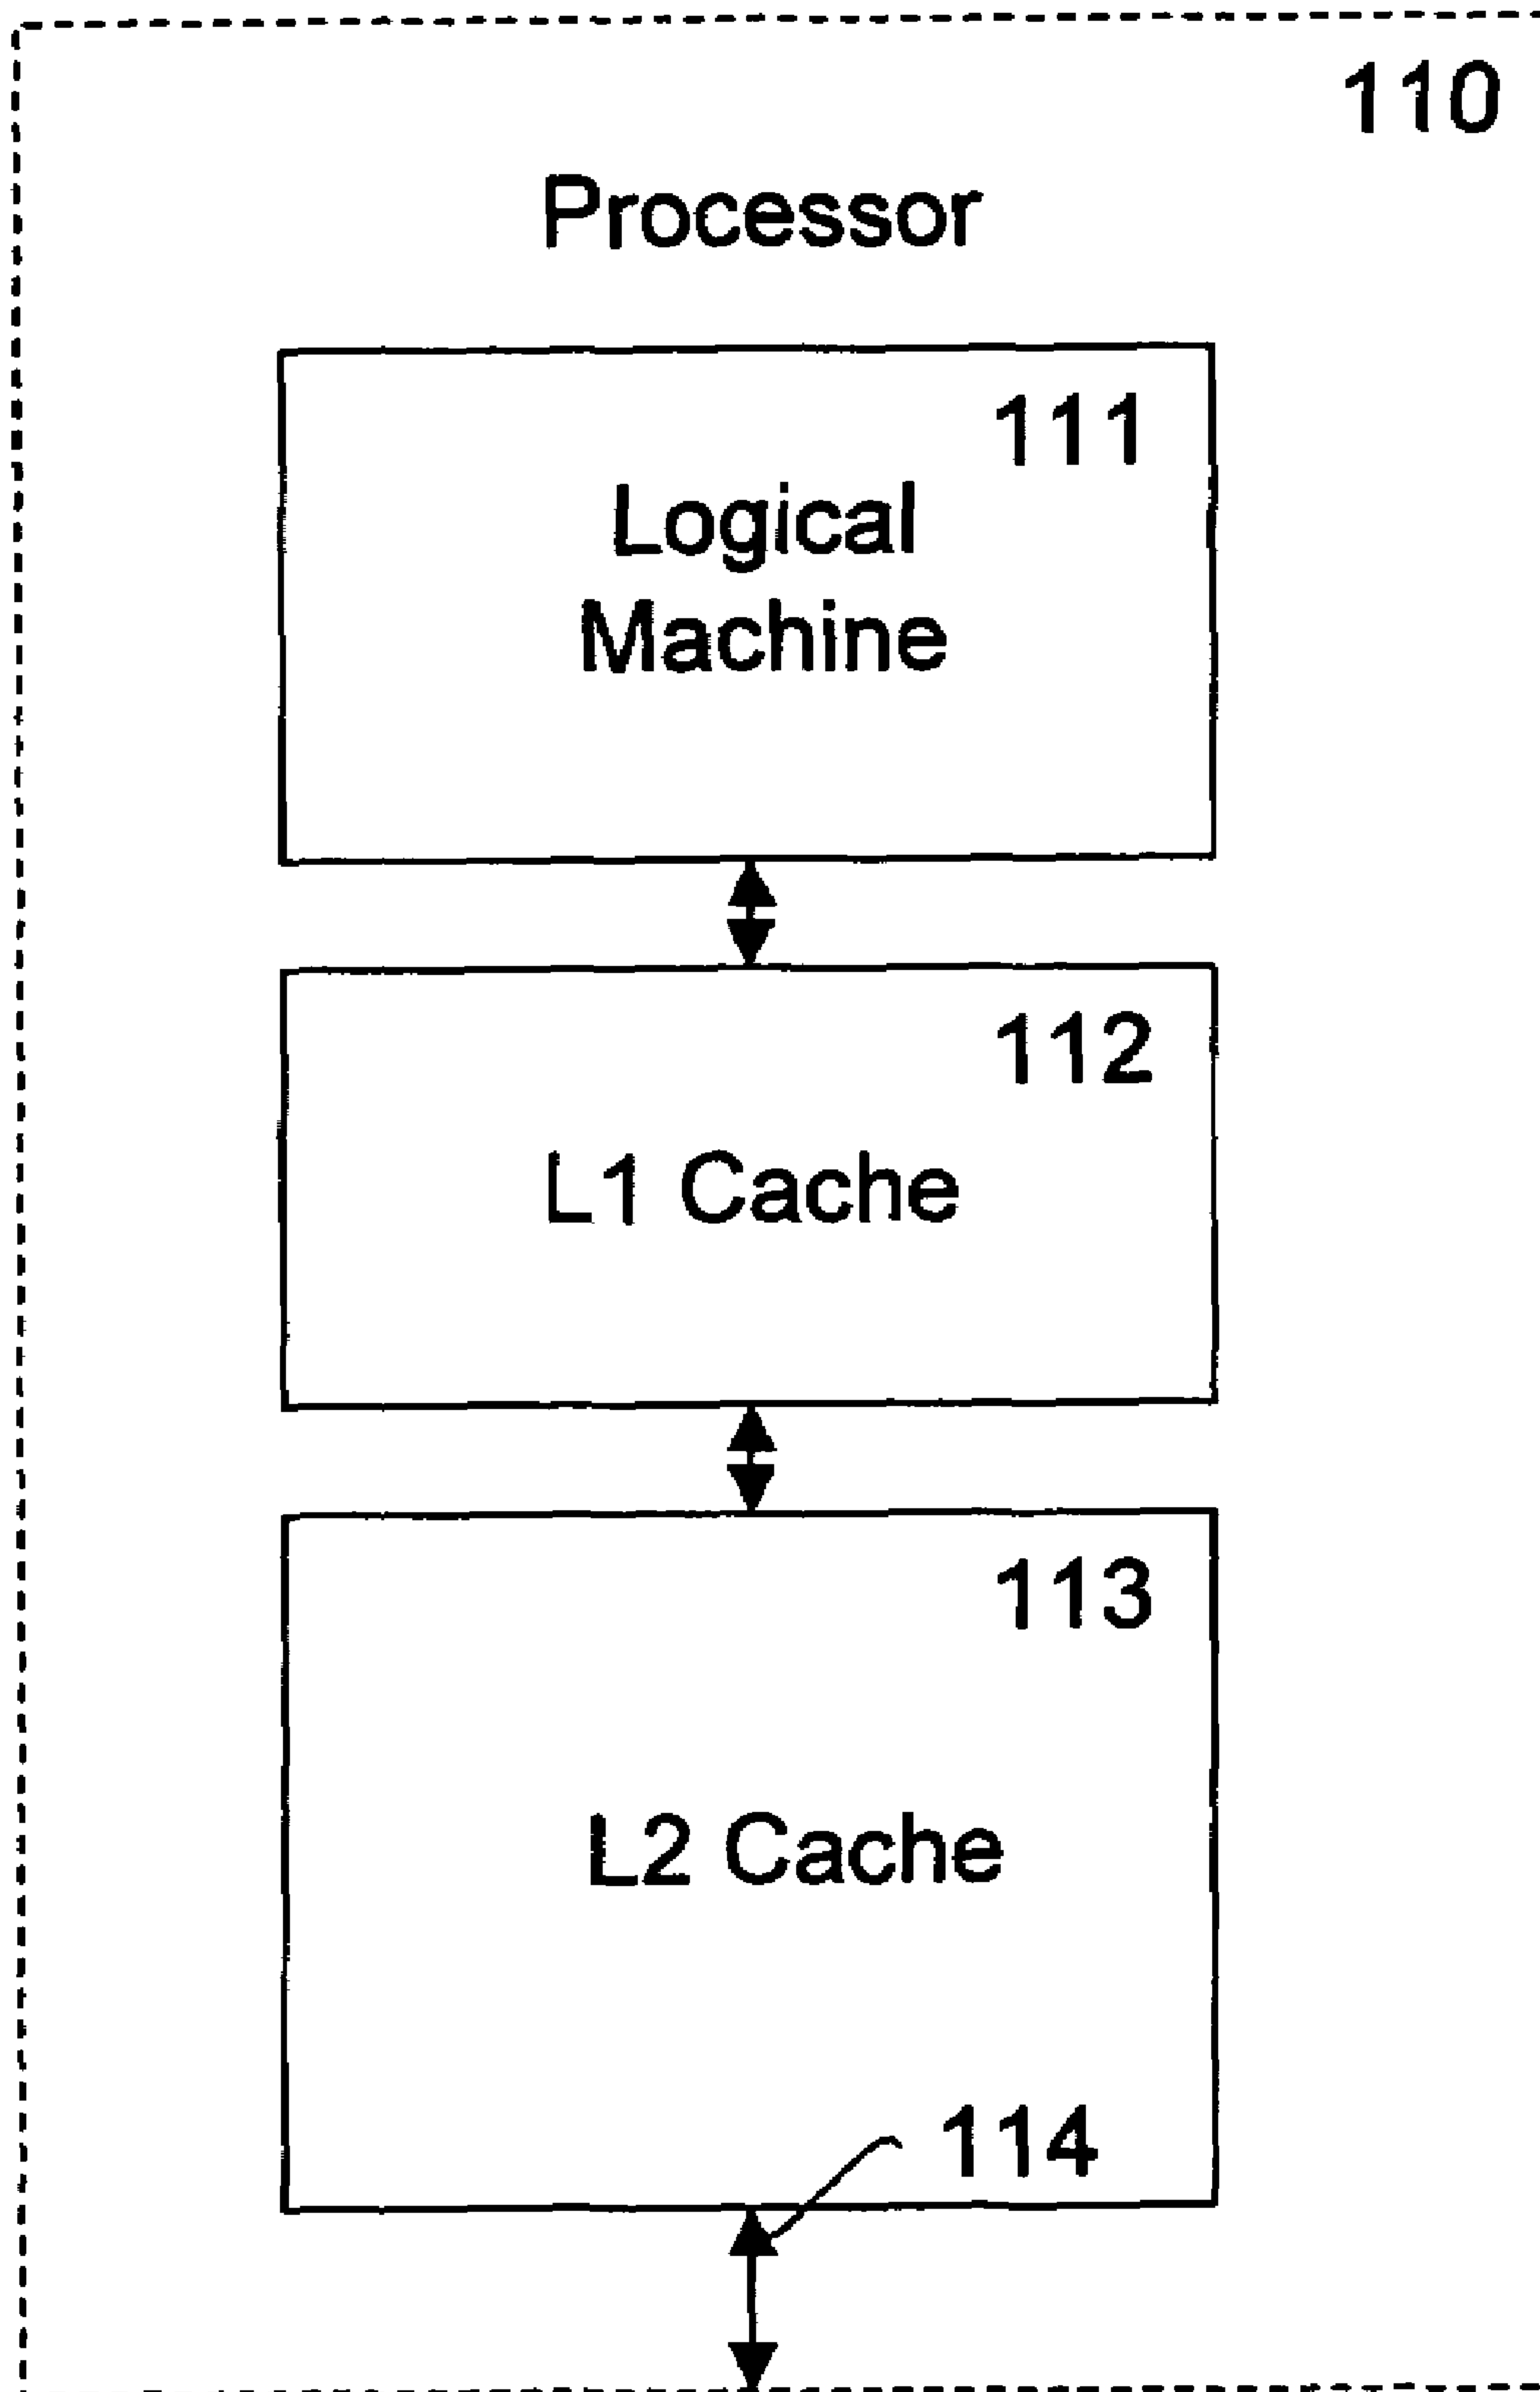 110
Processor
111
Logical
Machine
112
L1 Cache
113
L2 Cache
114